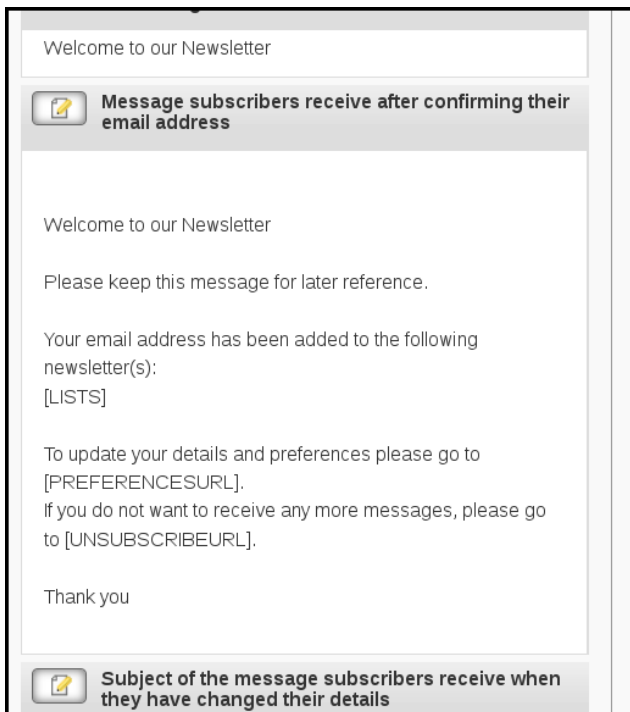 Welcome to our Newsletter
Message subscribers receive after confirming their
email address
Welcome to our Newsletter
Please keep this message for later reference.
Your email address has been added to the following
newsletter(s):
[LISTS]
To update your details and preferences please go to
[PREFERENCESURL].
If you do not want to receive any more messages, please go
to [UNSUBSCRIBEURL].
Thank you
Subject of the message subscribers receive when
they have changed their details